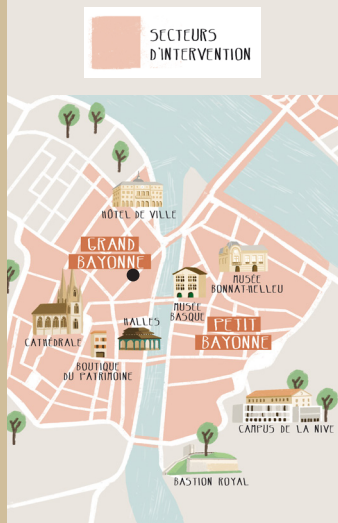 SECTEURS
D'INTERVENTION
HÔTEL DE VILLE
GRAND
BAYONNE
MUSÉE
BONNAT-HELLEU
MUSÉE
BASQUE
HALLES
PETIT
BAYONNE
CATHÉDRALE
BOUTIQUE
DU PATRIMOINE
CAMPUS DE LA NIVE
BASTION ROYAL